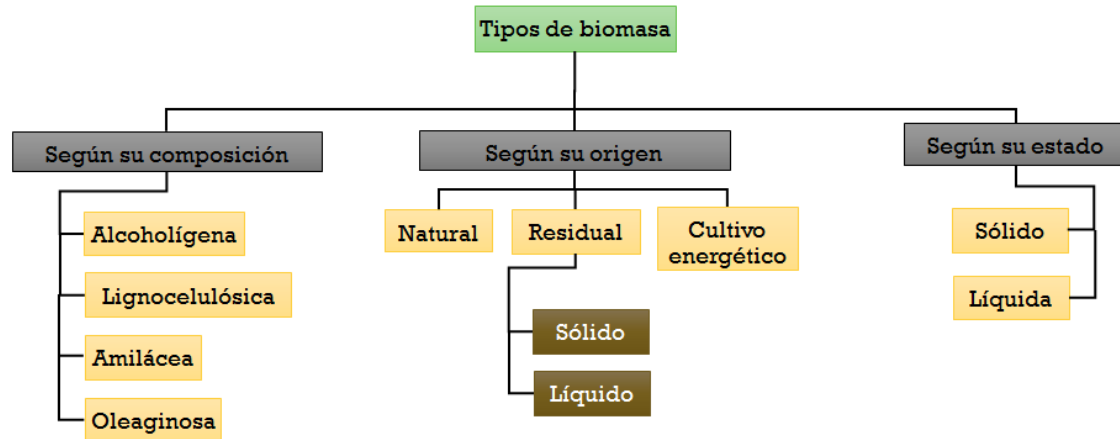 Tipos de biomasa
Según su composición
Alcoholígena
Lignocelulósica
Amilácea
Oleaginosa
Según su origen
Natural
Residual
Cultivo
energético
Sólido
Líquido
Según su estado
Sólido
Líquida